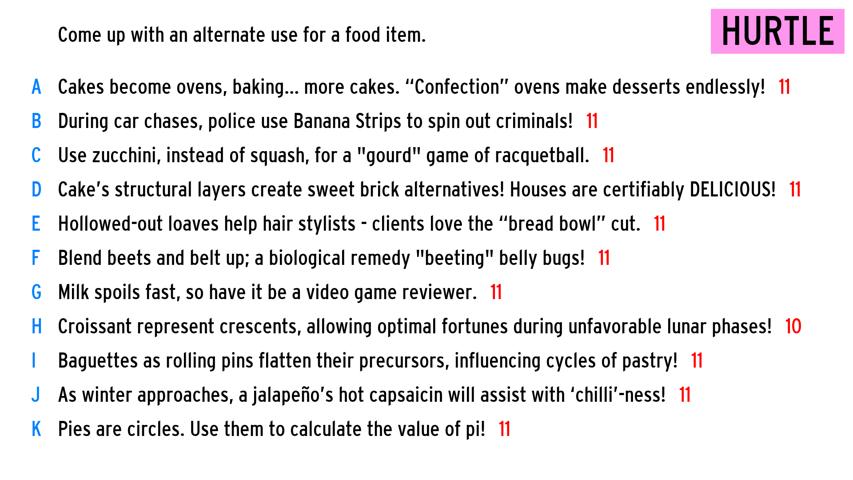 Come up with an alternate use for a food item.
HURTLE
A Cakes become ovens, baking... more cakes. “Confection” ovens make desserts endlessly! 11
B During car chases, police use Banana Strips to spin out criminals! 11
C Use zucchini, instead of squash, for a "gourd" game of racquetball. 11
D Cake’s structural layers create sweet brick alternatives! Houses are certifiably DELICIOUS! 11
E Hollowed-out loaves help hair stylists - clients love the “bread bowl” cut. 11
F Blend beets and belt up; a biological remedy "beeting" belly bugs! 11
G Milk spoils fast, so have it be a video game reviewer. 11
H Croissant represent crescents, allowing optimal fortunes during unfavorable lunar phases! 10
I Baguettes as rolling pins flatten their precursors, influencing cycles of pastry! 11
J As winter approaches, a jalapeño’s hot capsaicin will assist with ‘chilli’-ness! 11
K Pies are circles. Use them to calculate the value of pi! 11